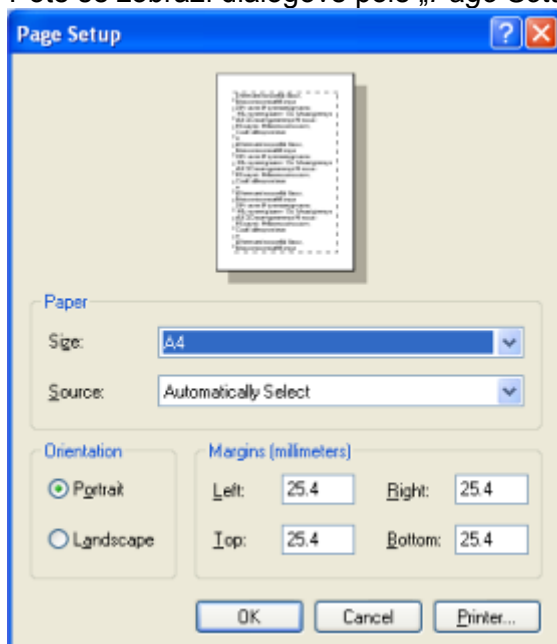 Page Setup
Paper
Size: A4
Source: Automatically Select
Orientation Margins (millimeters)
Portrait Left: 25.4 Right: 25.4
Landscape Top: 25.4 Bottom: 25.4
OK Cancel Printer...